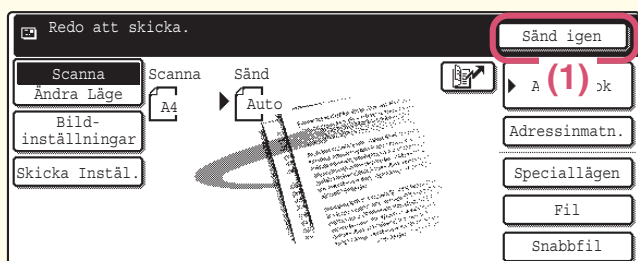 Redo att skicka.
Sänd igen
Scanna
Ändra Läge
Scanna
A4
Sänd
Auto
(1)
A ok
Bild-
inställningar
Adressinmatn.
Skicka Instäl.
Speciallägen
Fil
Snabbfil